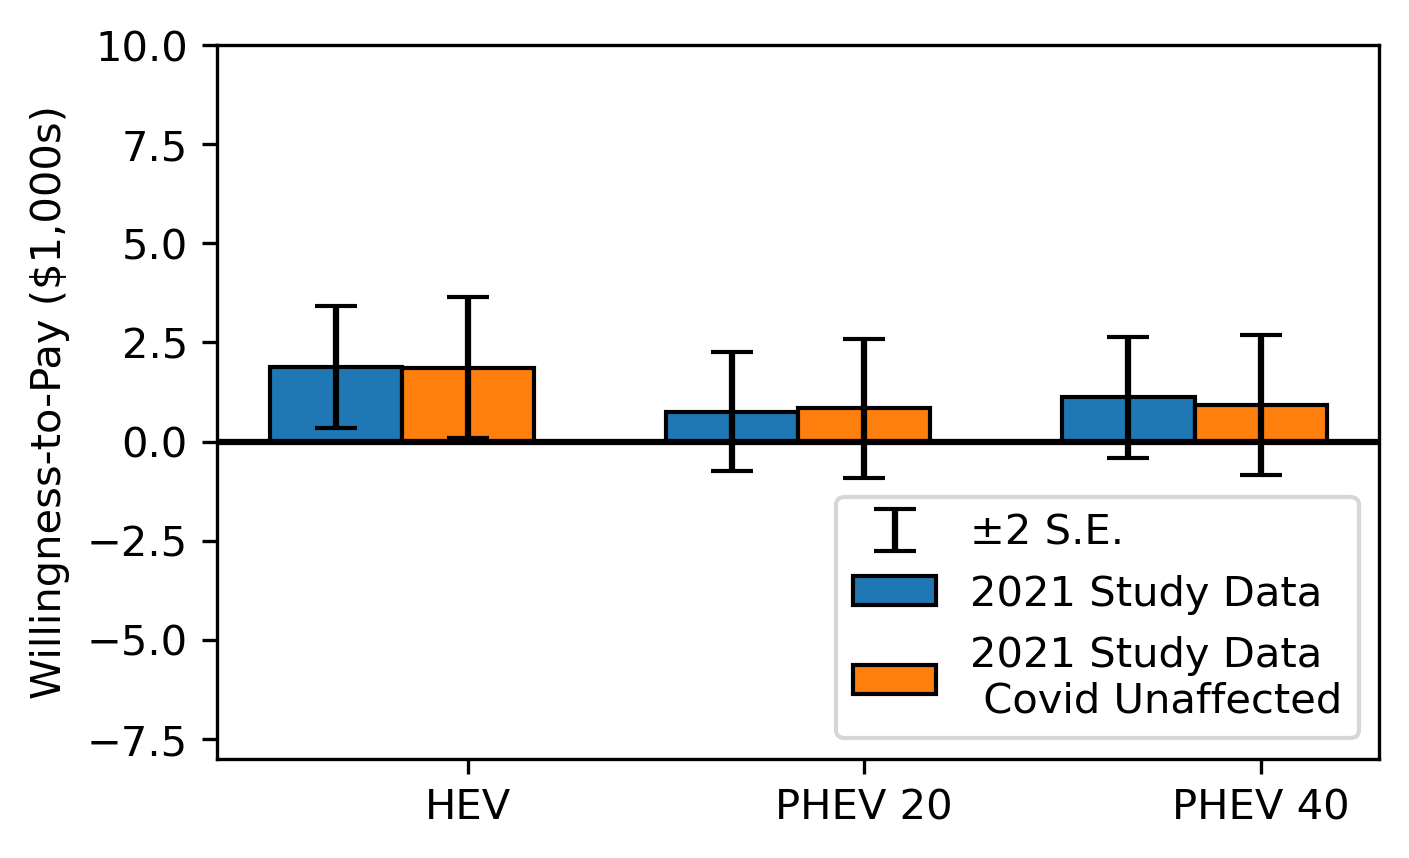 Willingness-to-Pay ($1,000s)
10.0
7.5
5.0
2.5
0.0
−2.5
−5.0
−7.5
±2 S.E.
2021 Study Data
2021 Study Data
Covid Unaffected
HEV
PHEV 20
PHEV 40